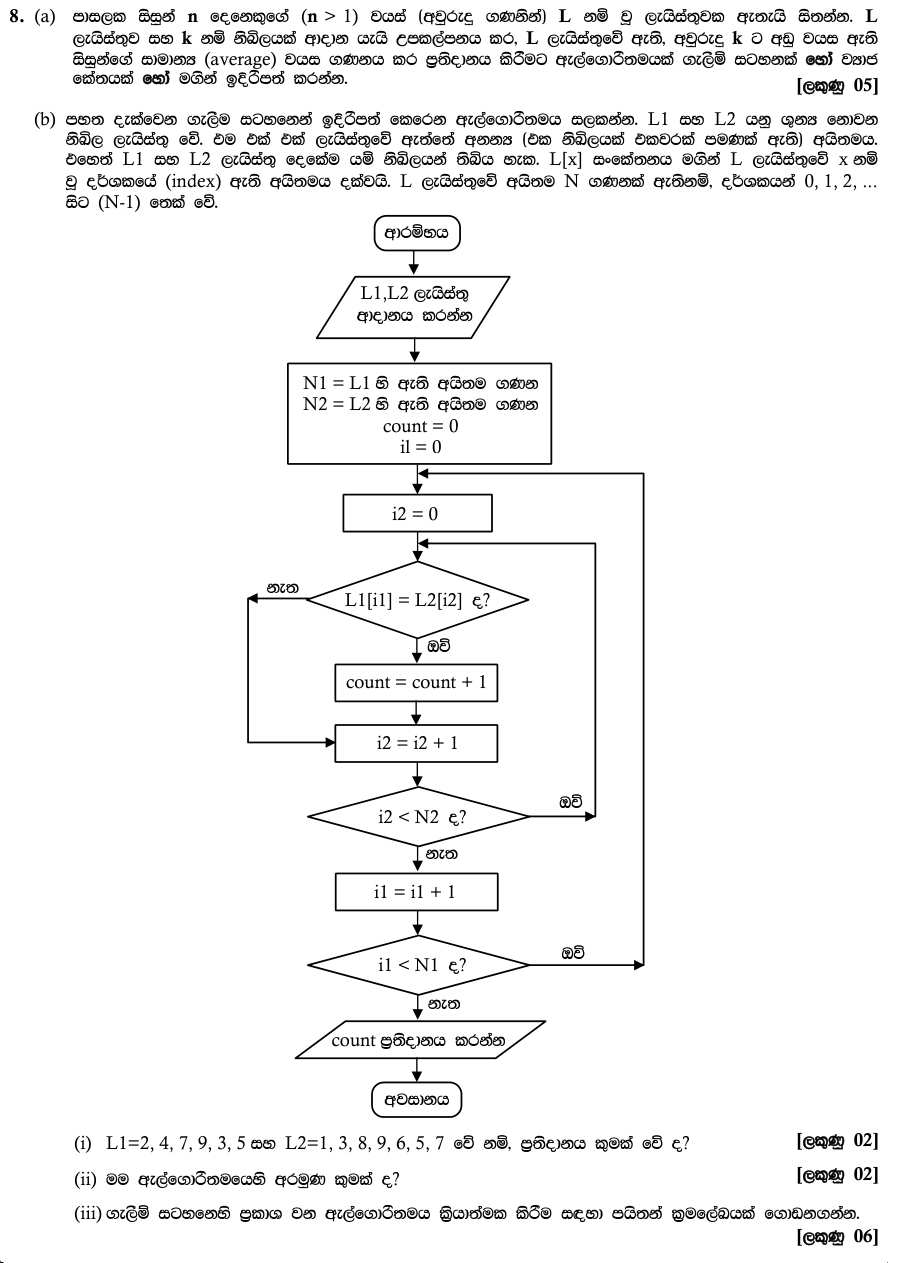 8. (a) පාසලක සිසුන් n දෙනෙකුගේ (n > 1) වයස් (අවුරුදු ගණනින්) L නම් වූ ලැයිස්තුවක ඇතැයි සිතන්න. L
ලැයිස්තුව සහ k නම් නිඛිලයක් ආදාන යැයි උපකල්පනය කර, L ලැයිස්තුවේ ඇති, අවුරුදු k ට අඩු වයස ඇති
සිසුන්ගේ සාමාන්‍ය (average) වයස ගණනය කර ප්‍රතිදානය කිරීමට ඇල්ගොරිතමයක් ගැලීම් සටහනක් හෝ ව්‍යාජ
කේතයක් හෝ මගින් ඉදිරිපත් කරන්න.
[ලකුණු 05]
(b) පහත දැක්වෙන ගැලීම් සටහනෙන් ඉදිරිපත් කෙරෙන ඇල්ගොරිතමය සලකන්න. L1 සහ L2 යනු ශුන්‍ය නොවන
නිඛිල ලැයිස්තු වේ. එම එක් එක් ලැයිස්තුවේ ඇත්තේ අනන්‍ය (එක නිඛිලයක් එකවරක් පමණක් ඇති) අයිතමය.
එහෙත් L1 සහ L2 ලැයිස්තු දෙකේම යම් නිඛිලයන් තිබිය හැක. L[x] සංකේතනය මගින් L ලැයිස්තුවේ x නම්
වූ දර්ශකයේ (index) ඇති අයිතමය දක්වයි. L ලැයිස්තුවේ අයිතම N ගණනක් ඇතිනම්, දර්ශකයන් 0, 1, 2, ...
සිට (N-1) තෙක් වේ.
ආරම්භය
L1,L2 ලැයිස්තු
ආදානය කරන්න
N1 = L1 හි ඇති අයිතම ගණන
N2 = L2 හි ඇති අයිතම ගණන
count = 0
i1 = 0
i2 = 0
නැත
L1[i1] = L2[i2] ද?
ඔව්
count = count + 1
i2 = i2 + 1
i2 < N2 ද?
ඔව්
නැත
i1 = i1 + 1
i1 < N1 ද?
ඔව්
නැත
count ප්‍රතිදානය කරන්න
අවසානය
(i) L1=2, 4, 7, 9, 3, 5 සහ L2=1, 3, 8, 9, 6, 5, 7 වේ නම්, ප්‍රතිදානය කුමක් වේ ද? [ලකුණු 02]
(ii) මම ඇල්ගොරිතමයෙහි අරමුණ කුමක් ද? [ලකුණු 02]
(iii) ගැලීම් සටහනෙහි ප්‍රකාශ වන ඇල්ගොරිතමය ක්‍රියාත්මක කිරීම සඳහා පයිතන් ක්‍රමලේඛයක් ගොඩනගන්න.
[ලකුණු 06]